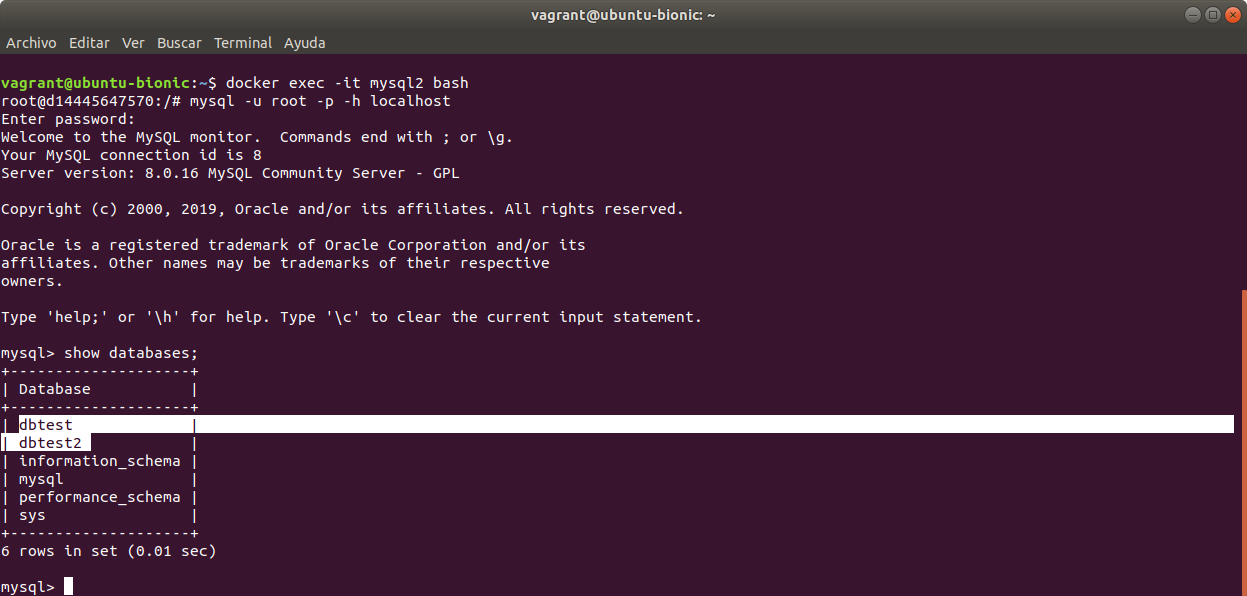 vagrant@ubuntu-bionic: ~
Archivo Editar Ver Buscar Terminal Ayuda
vagrant@ubuntu-bionic:~$ docker exec -it mysql2 bash
root@d14445647570:/# mysql -u root -p -h localhost
Enter password:
Welcome to the MySQL monitor.  Commands end with ; or \g.
Your MySQL connection id is 8
Server version: 8.0.16 MySQL Community Server - GPL
Copyright (c) 2000, 2019, Oracle and/or its affiliates. All rights reserved.
Oracle is a registered trademark of Oracle Corporation and/or its
affiliates. Other names may be trademarks of their respective
owners.
Type 'help;' or '\h' for help. Type '\c' to clear the current input statement.
mysql> show databases;
+--------------------+
| Database           |
+--------------------+
| dbtest             |
| dbtest2            |
| information_schema |
| mysql              |
| performance_schema |
| sys                |
+--------------------+
6 rows in set (0.01 sec)
mysql>